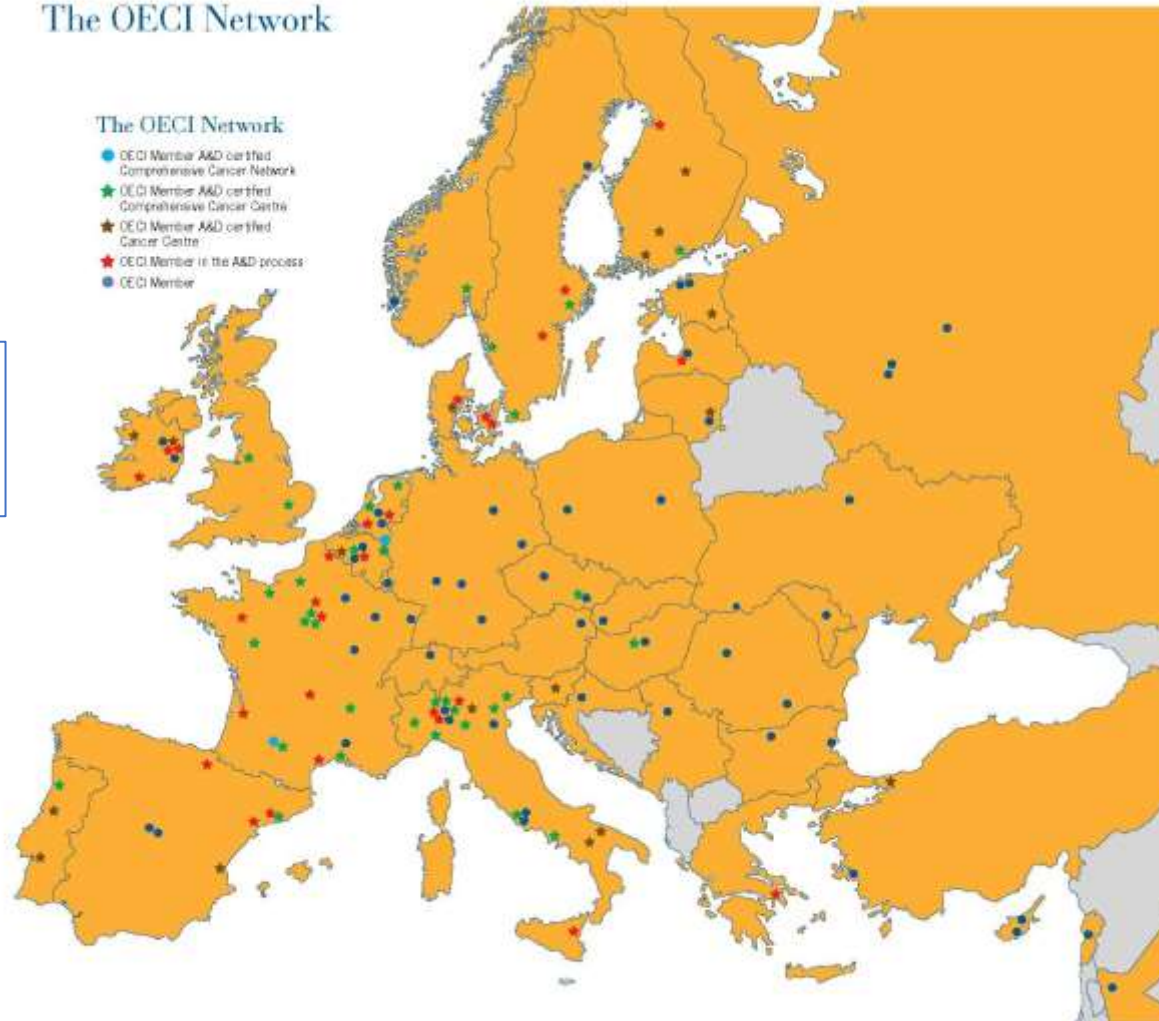 The OECI Network
The OECI Network
OECI Member A&D certified
Comprehensive Cancer Network
OECI Member A&D certified
Comprehensive Cancer Centre
OECI Member A&D certified
Cancer Centre
OECI Member in the A&D process
OECI Member